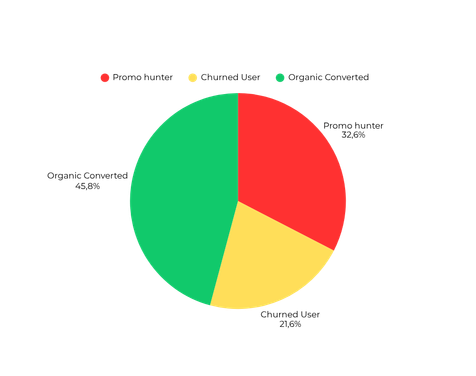 Promo hunter Churned User Organic Converted
Promo hunter
32,6%
Organic Converted
45,8%
Churned User
21,6%